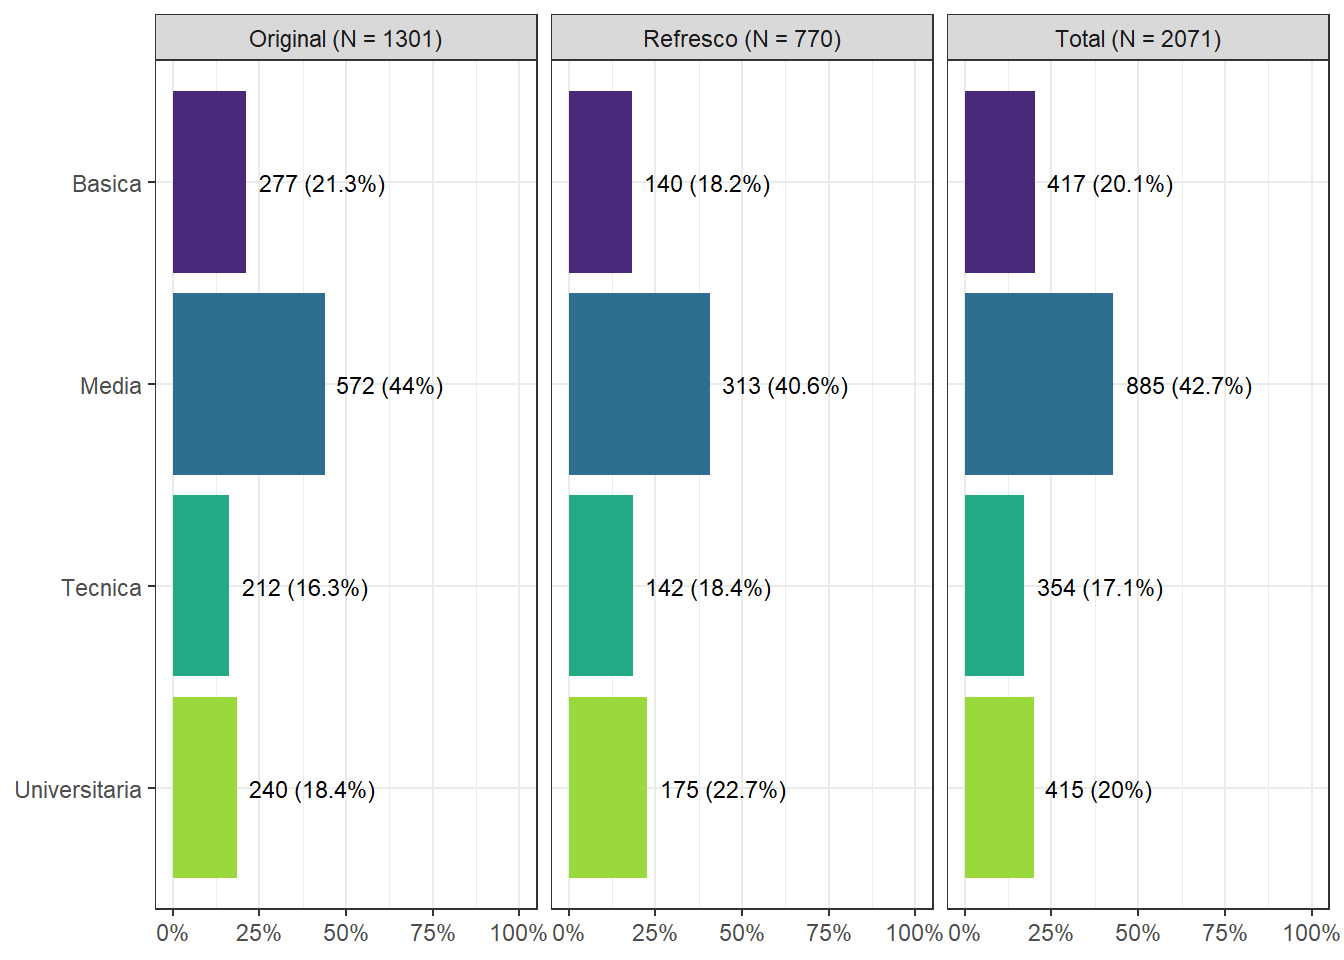 Original (N = 1301) Refresco (N = 770) Total (N = 2071)
Basica 277 (21.3%) 140 (18.2%) 417 (20.1%)
Media 572 (44%) 313 (40.6%) 885 (42.7%)
Tecnica 212 (16.3%) 142 (18.4%) 354 (17.1%)
Universitaria 240 (18.4%) 175 (22.7%) 415 (20%)
0% 25% 50% 75% 100% 0% 25% 50% 75% 100% 0% 25% 50% 75% 100%